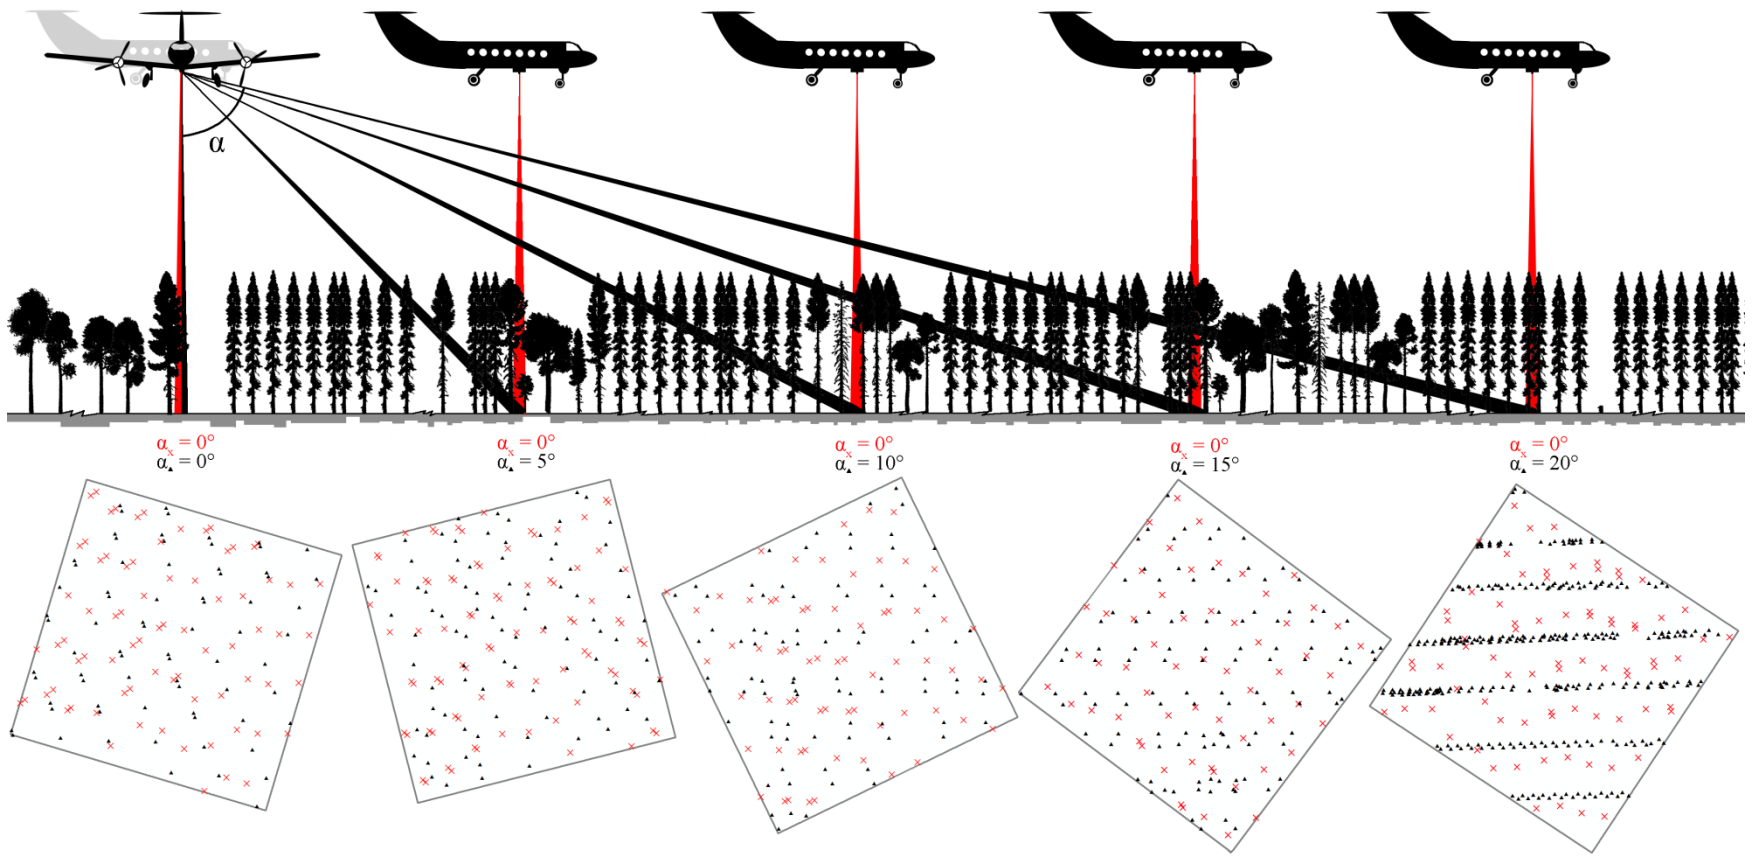 α
αₓ = 0°
α▲ = 0°
αₓ = 0°
α▲ = 5°
αₓ = 0°
α▲ = 10°
αₓ = 0°
α▲ = 15°
αₓ = 0°
α▲ = 20°